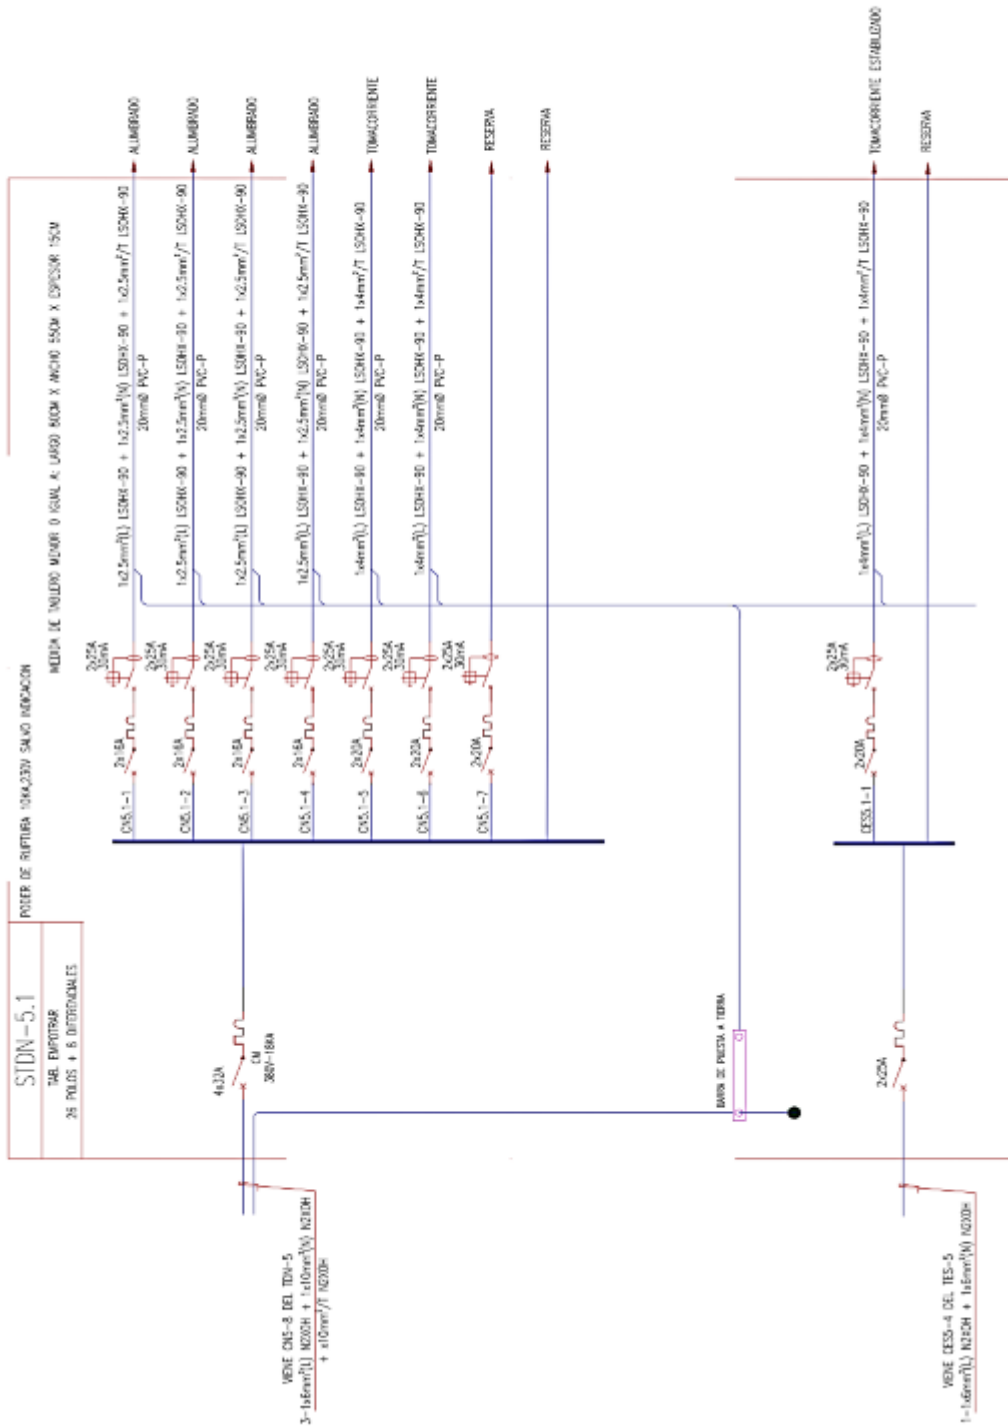 STDN-5.1
TAB. EMPOTRAR
26 POLOS + 8 DIFERENCIALES
PODER DE RUPTURA 10KA,230V SALVO INDICACION
MEDIDA DE TABLERO MENOR O IGUAL A: LARGO 60CM X ANCHO 55CM X ESPESOR 15CM
VIENE CN5-8 DEL TDN-5
3-1x6mm²(L) N2XOH + 1x10mm²(N) N2XOH
+ x10mm²/T N2XOH
4x32A
CM
380V-16KA
CN5.1-1
2x16A
2x25A
30mA
1x2.5mm²(L) LSOHX-90 + 1x2.5mm²(N) LSOHX-90 + 1x2.5mm²/T LSOHX-90
20mmØ PVC-P
ALUMBRADO
CN5.1-2
2x16A
2x25A
30mA
1x2.5mm²(L) LSOHX-90 + 1x2.5mm²(N) LSOHX-90 + 1x2.5mm²/T LSOHX-90
20mmØ PVC-P
ALUMBRADO
CN5.1-3
2x16A
2x25A
30mA
1x2.5mm²(L) LSOHX-90 + 1x2.5mm²(N) LSOHX-90 + 1x2.5mm²/T LSOHX-90
20mmØ PVC-P
ALUMBRADO
CN5.1-4
2x16A
2x25A
30mA
1x2.5mm²(L) LSOHX-90 + 1x2.5mm²(N) LSOHX-90 + 1x2.5mm²/T LSOHX-90
20mmØ PVC-P
ALUMBRADO
CN5.1-5
2x20A
2x25A
30mA
1x4mm²(L) LSOHX-90 + 1x4mm²(N) LSOHX-90 + 1x4mm²/T LSOHX-90
20mmØ PVC-P
TOMACORRIENTE
CN5.1-6
2x20A
2x25A
30mA
1x4mm²(L) LSOHX-90 + 1x4mm²(N) LSOHX-90 + 1x4mm²/T LSOHX-90
20mmØ PVC-P
TOMACORRIENTE
CN5.1-7
2x20A
2x25A
30mA
RESERVA
RESERVA
BARRA DE PUESTA A TIERRA
VIENE CES5-4 DEL TES-5
1-1x6mm²(L) N2XOH + 1x6mm²(N) N2XOH
2x25A
CES5.1-1
2x20A
2x25A
30mA
1x4mm²(L) LSOHX-90 + 1x4mm²(N) LSOHX-90 + 1x4mm²/T LSOHX-90
20mmØ PVC-P
TOMACORRIENTE ESTABILIZADO
RESERVA